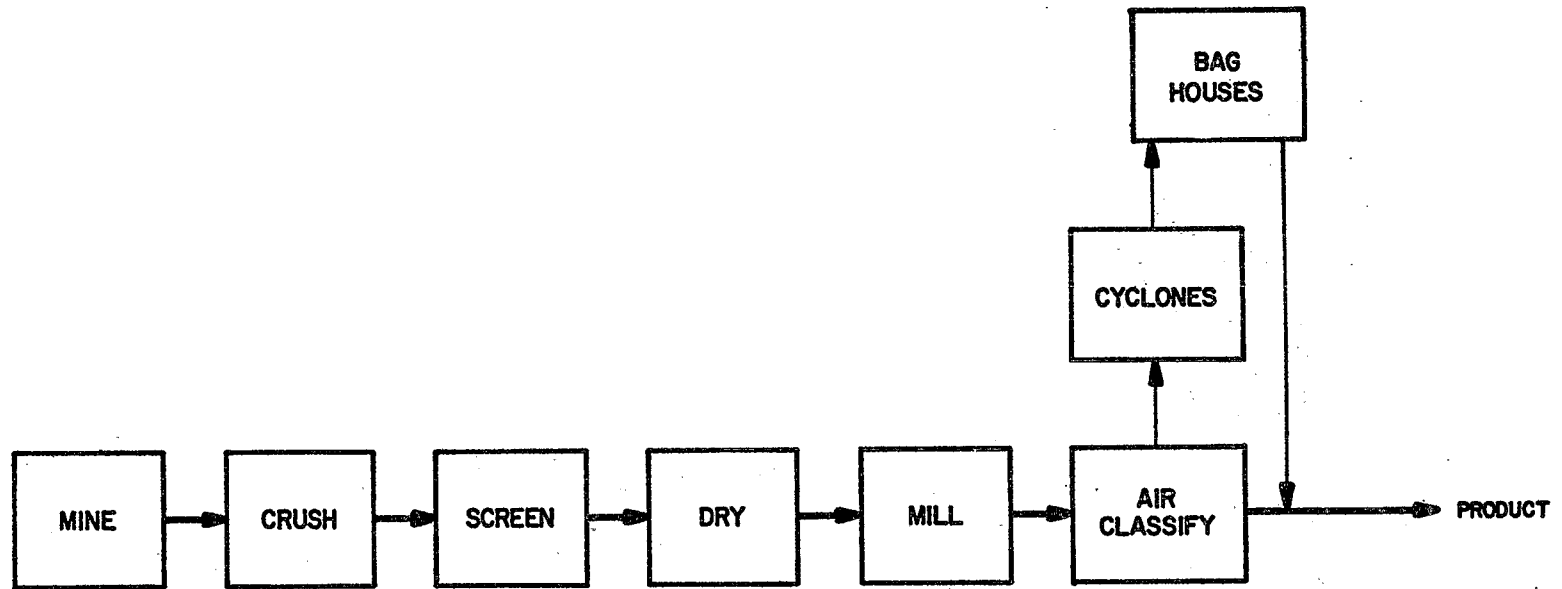 BAG
HOUSES
CYCLONES
MINE
CRUSH
SCREEN
DRY
MILL
AIR
CLASSIFY
PRODUCT